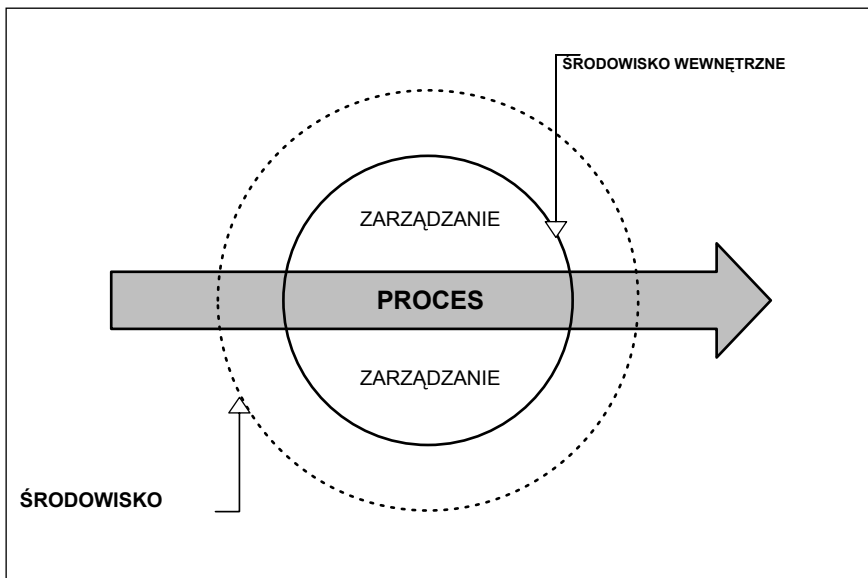 ŚRODOWISKO WEWNĘTRZNE
ZARZĄDZANIE
PROCES
ZARZĄDZANIE
ŚRODOWISKO